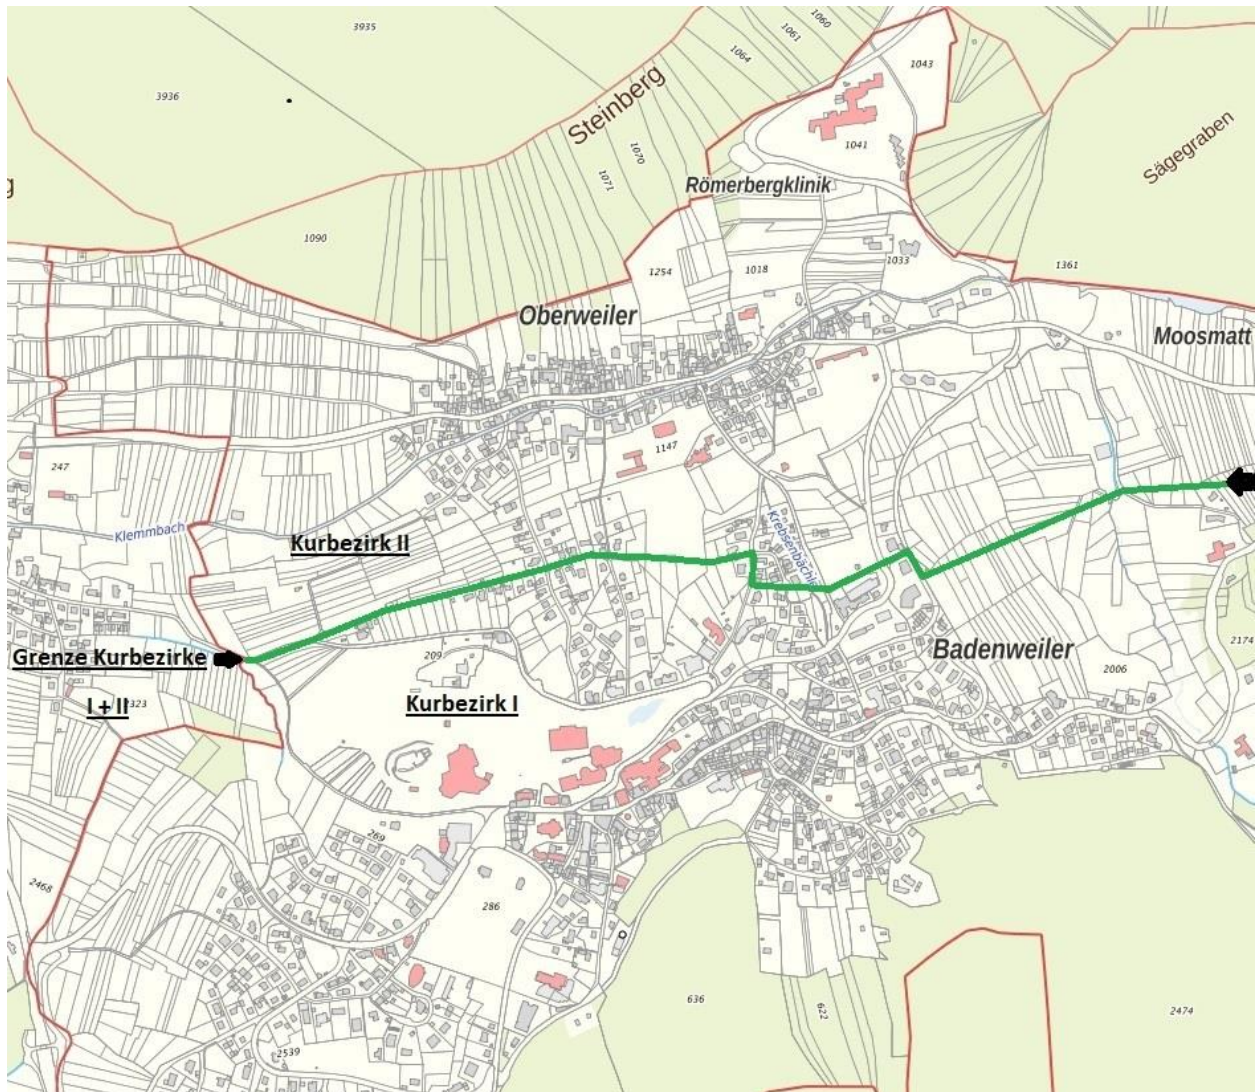 3935
1060
1061
1064
1043
3936
Steinberg
1070
1041
Sägegraben
1071
g
Römerbergklinik
1090
1254
1018
1033
1361
Oberweiler
Moosmatt
247
1147
Klemmbach
Krebsenbächle
Kurbezirk II
Grenze Kurbezirke
I + II
2323
209
Kurbezirk I
Badenweiler
2006
2174
269
2468
286
636
622
2474
2539